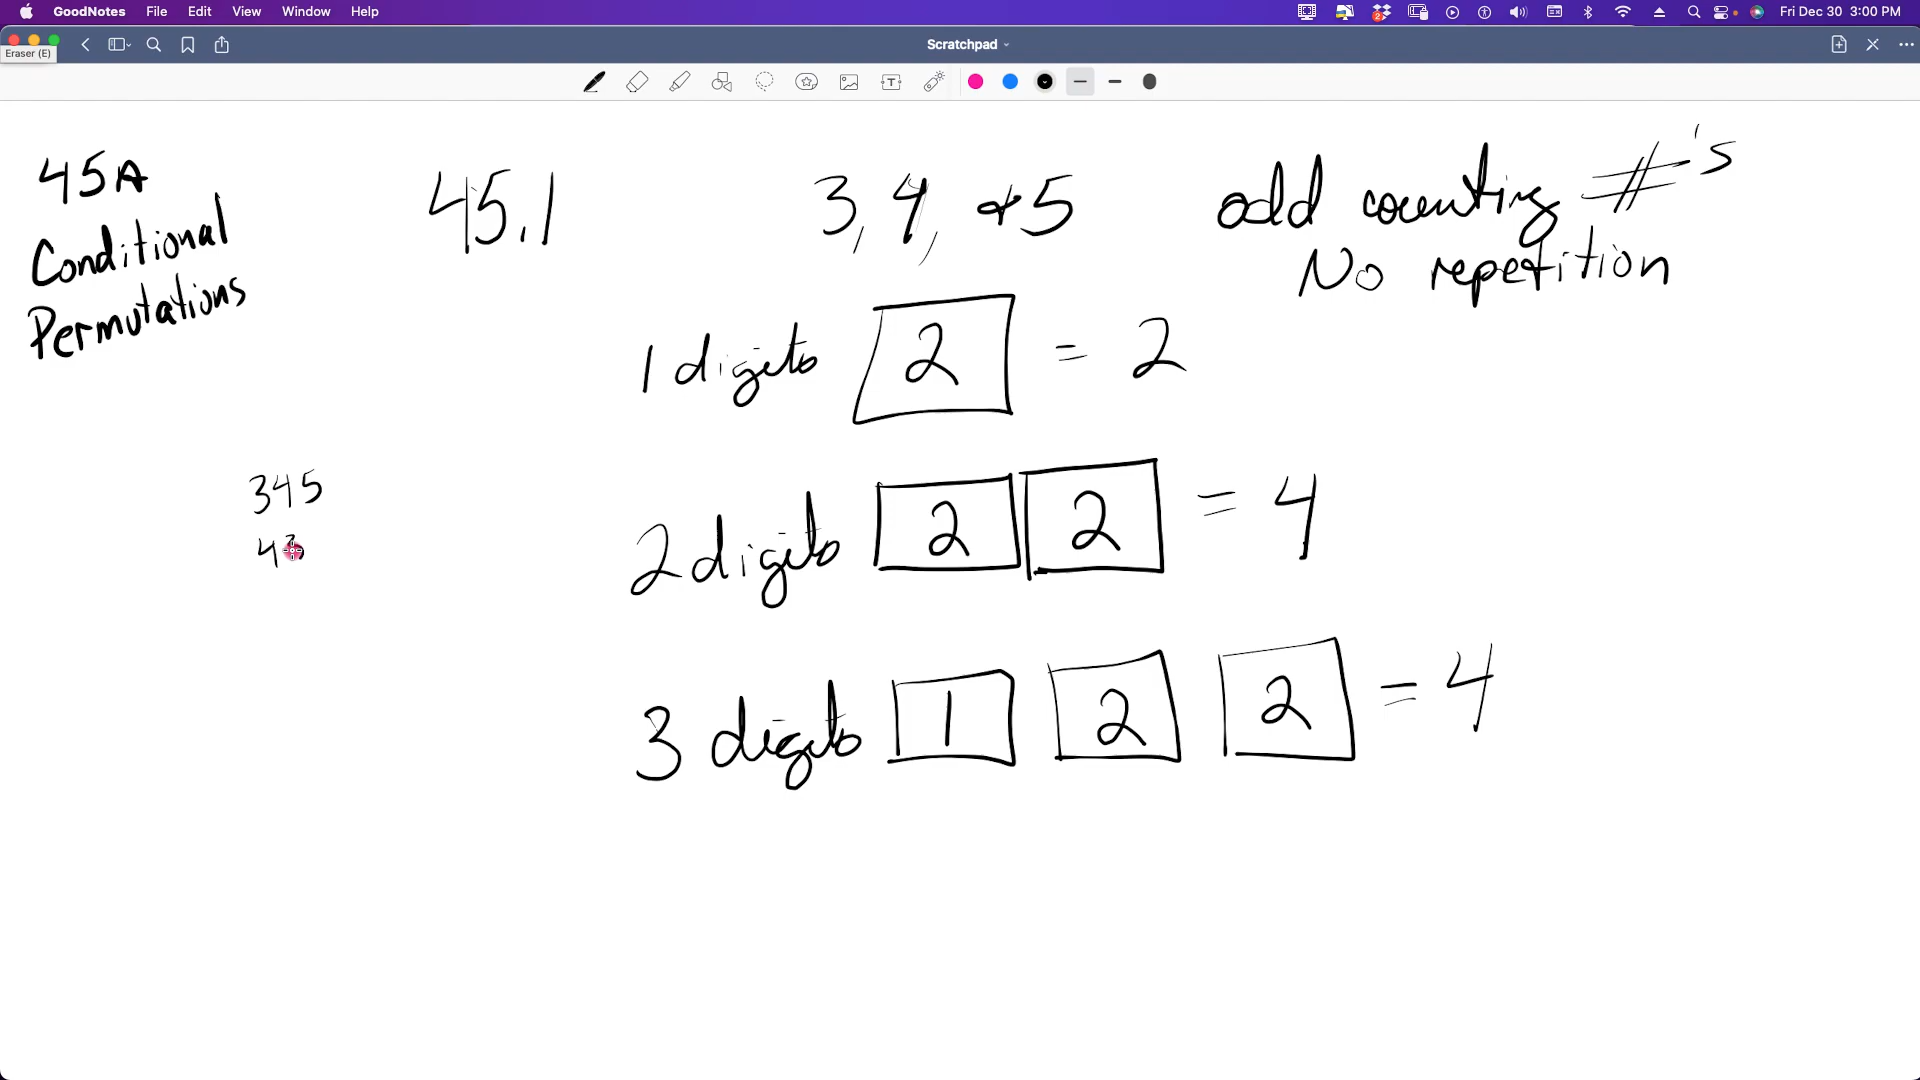 GoodNotes File Edit View Window Help
2
Fri Dec 30 3:00 PM
Eraser (E)
Scratchpad
45A
Conditional
Permutations
45.1
3, 4, + 5
odd counting #'s
No repetition
1 digits 2 = 2
2 digits 2 2 = 4
3 digits 1 2 2 = 4
345
43